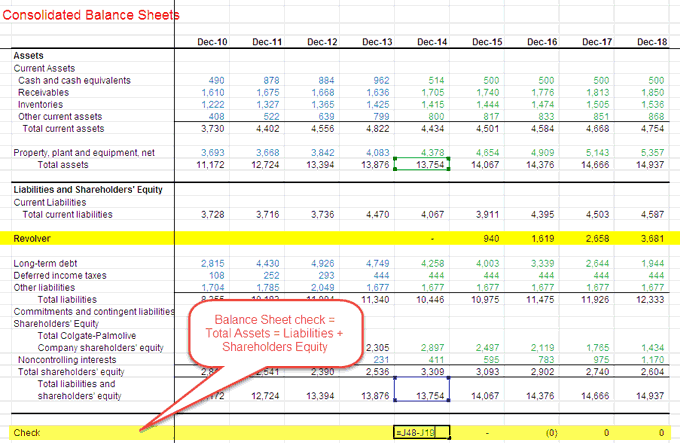 Consolidated Balance Sheets
Dec-10 Dec-11 Dec-12 Dec-13 Dec-14 Dec-15 Dec-16 Dec-17 Dec-18
Assets
Current Assets
Cash and cash equivalents 490 878 884 962 514 500 500 500 500
Receivables 1,610 1,675 1,668 1,636 1,705 1,740 1,776 1,813 1,850
Inventories 1,222 1,327 1,365 1,425 1,415 1,444 1,474 1,505 1,536
Other current assets 408 522 639 799 800 817 833 851 868
Total current assets 3,730 4,402 4,556 4,822 4,434 4,501 4,584 4,668 4,754
Property, plant and equipment, net 3,693 3,668 3,842 4,083 4,378 4,654 4,909 5,143 5,357
Total assets 11,172 12,724 13,394 13,876 13,754 14,067 14,376 14,666 14,937
Liabilities and Shareholders' Equity
Current Liabilities
Total current liabilities 3,728 3,716 3,736 4,470 4,067 3,911 4,395 4,503 4,587
Revolver - 940 1,619 2,658 3,681
Long-term debt 2,815 4,430 4,926 4,749 4,258 4,003 3,339 2,644 1,944
Deferred income taxes 108 252 293 444 444 444 444 444 444
Other liabilities 1,704 1,785 2,049 1,677 1,677 1,677 1,677 1,677 1,677
Total liabilities 11,340 10,446 10,975 11,475 11,926 12,333
Commitments and contingent liabilities
Shareholders' Equity
Total Colgate-Palmolive
Company shareholders' equity 2,305 2,897 2,497 2,119 1,765 1,434
Noncontrolling interests 231 411 595 783 975 1,170
Total shareholders' equity 2,541 2,390 2,536 3,309 3,093 2,902 2,740 2,604
Total liabilities and
shareholders' equity 12,724 13,394 13,876 13,754 14,067 14,376 14,666 14,937
Balance Sheet check =
Total Assets = Liabilities +
Shareholders Equity
Check =J48-J19 - (0) 0 0